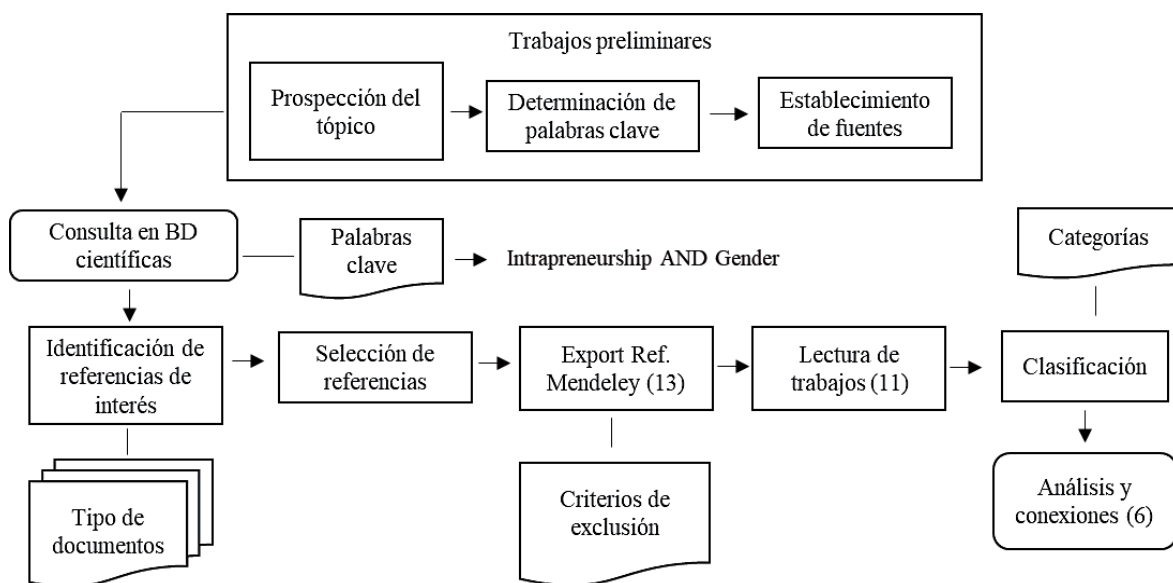 Trabajos preliminares
Prospección del
tópico
Determinación de
palabras clave
Establecimiento
de fuentes
Consulta en BD
científicas
Palabras
clave
Intrapreneurship AND Gender
Categorías
Identificación de
referencias de
interés
Selección de
referencias
Export Ref.
Mendeley (13)
Lectura de
trabajos (11)
Clasificación
Tipo de
documentos
Criterios de
exclusión
Análisis y
conexiones (6)